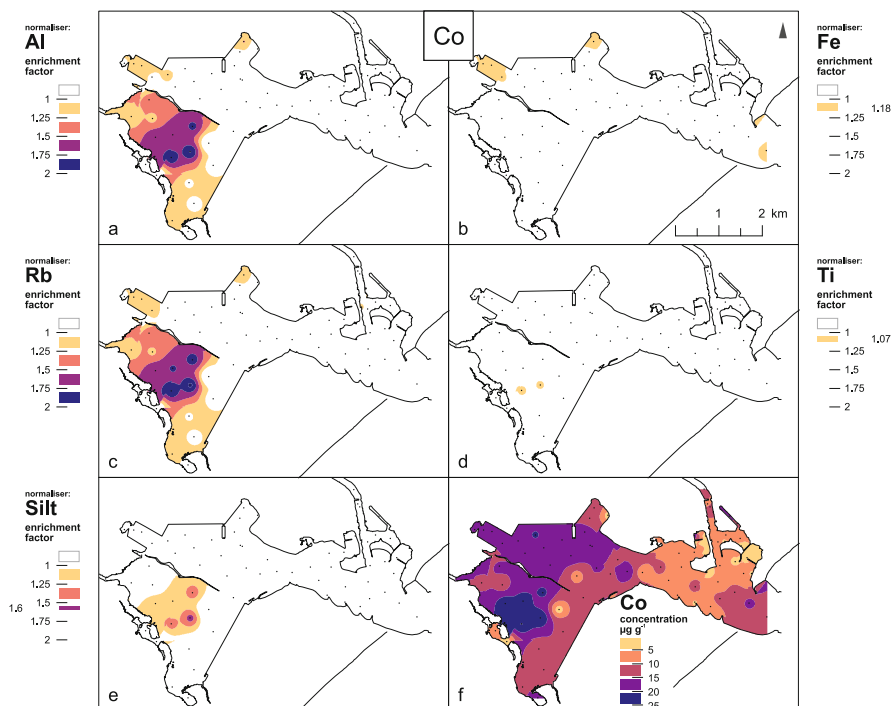 normaliser:
Al
enrichment
factor
1
1.25
1.5
1.75
2
Co
normaliser:
Fe
enrichment
factor
1
1.25
1.18
1.5
1.75
2
a
b
1 2 km
normaliser:
Rb
enrichment
factor
1
1.25
1.5
1.75
2
normaliser:
Ti
enrichment
factor
1
1.07
1.25
1.5
1.75
2
c
d
normaliser:
Silt
enrichment
factor
1
1.25
1.5
1.6
1.75
2
e
f
Co
concentration
µg g⁻¹
5
10
15
20
25